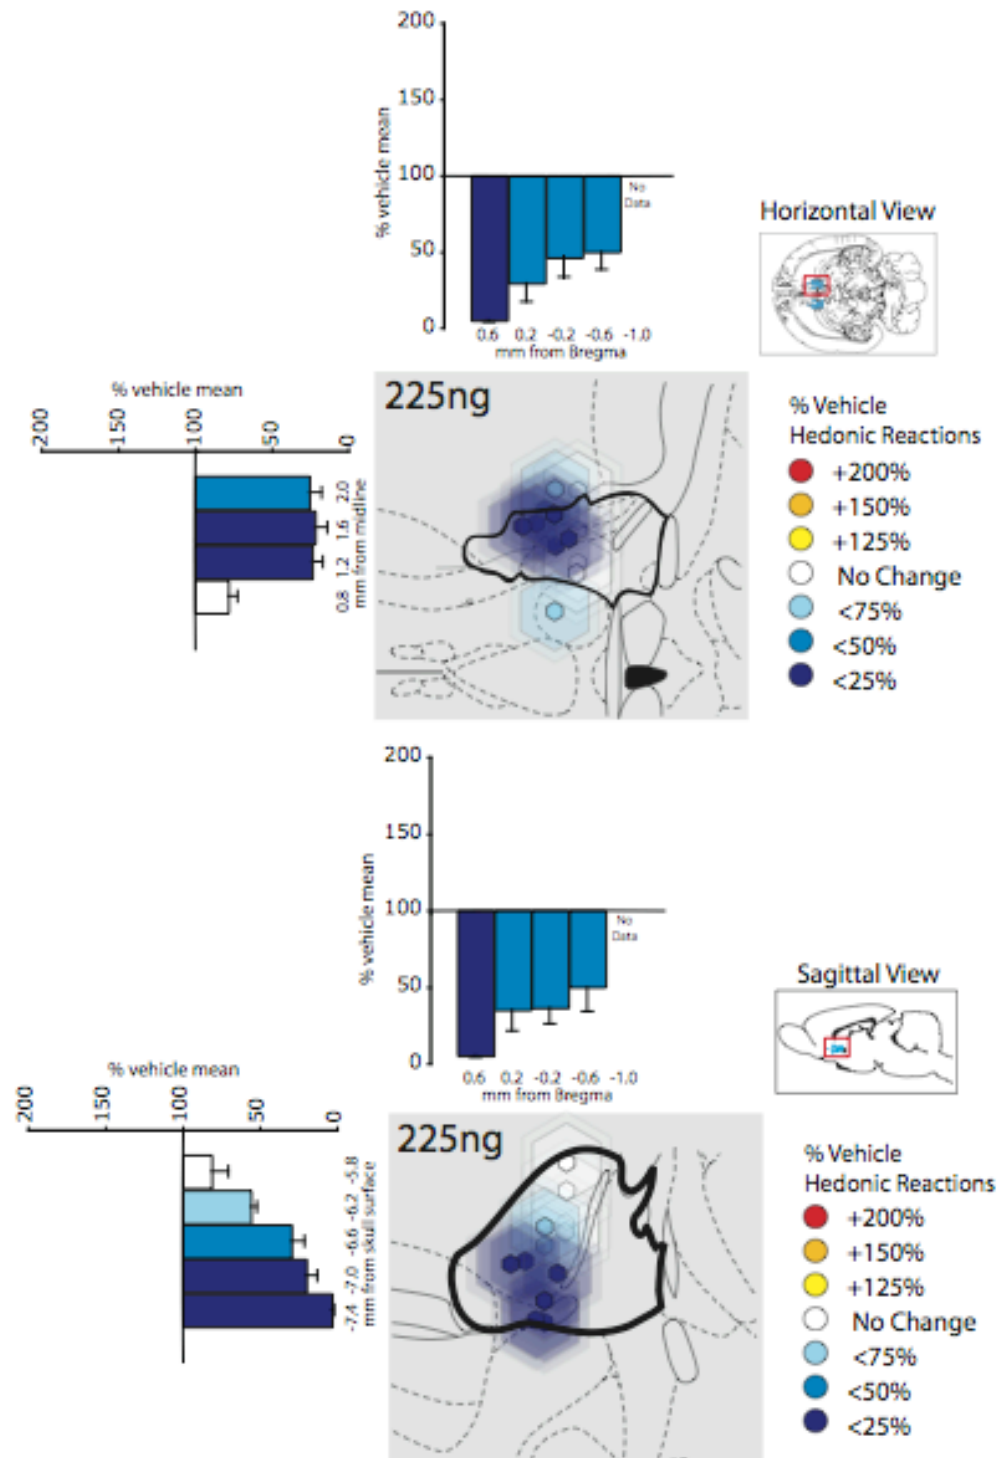 200
150
100
50
0
% vehicle mean
No
Data
0.6 0.2 -0.2 -0.6 -1.0
mm from Bregma
Horizontal View
% vehicle mean
200 150 100 50 0
2.0 1.6 1.2 0.8
mm from midline
225ng
% Vehicle
Hedonic Reactions
+200%
+150%
+125%
No Change
<75%
<50%
<25%
200
150
100
50
0
% vehicle mean
No
Data
0.6 0.2 -0.2 -0.6 -1.0
mm from Bregma
Sagittal View
% vehicle mean
200 150 100 50 0
-7.4 -7.0 -6.6 -6.2 -5.8
mm from skull surface
225ng
% Vehicle
Hedonic Reactions
+200%
+150%
+125%
No Change
<75%
<50%
<25%